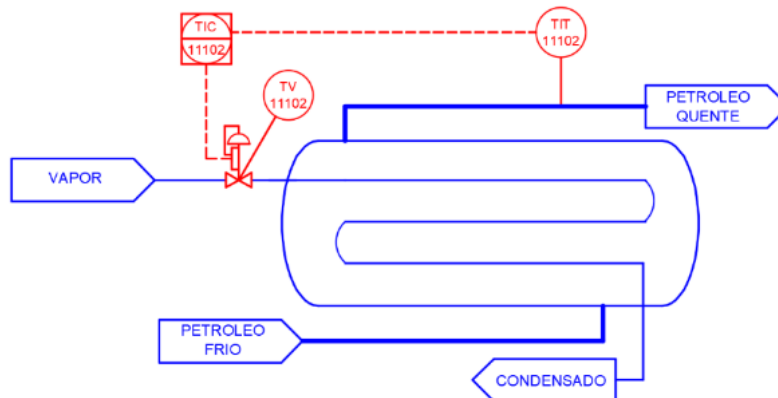 TIC
11102
TIT
11102
TV
11102
PETROLEO
QUENTE
VAPOR
PETROLEO
FRIO
CONDENSADO